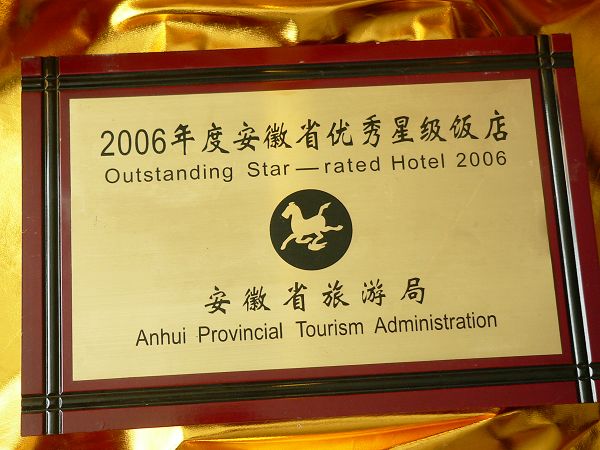 2006年度安徽省优秀星级饭店
Outstanding Star—rated Hotel 2006
安徽省旅游局
Anhui Provincial Tourism Administration